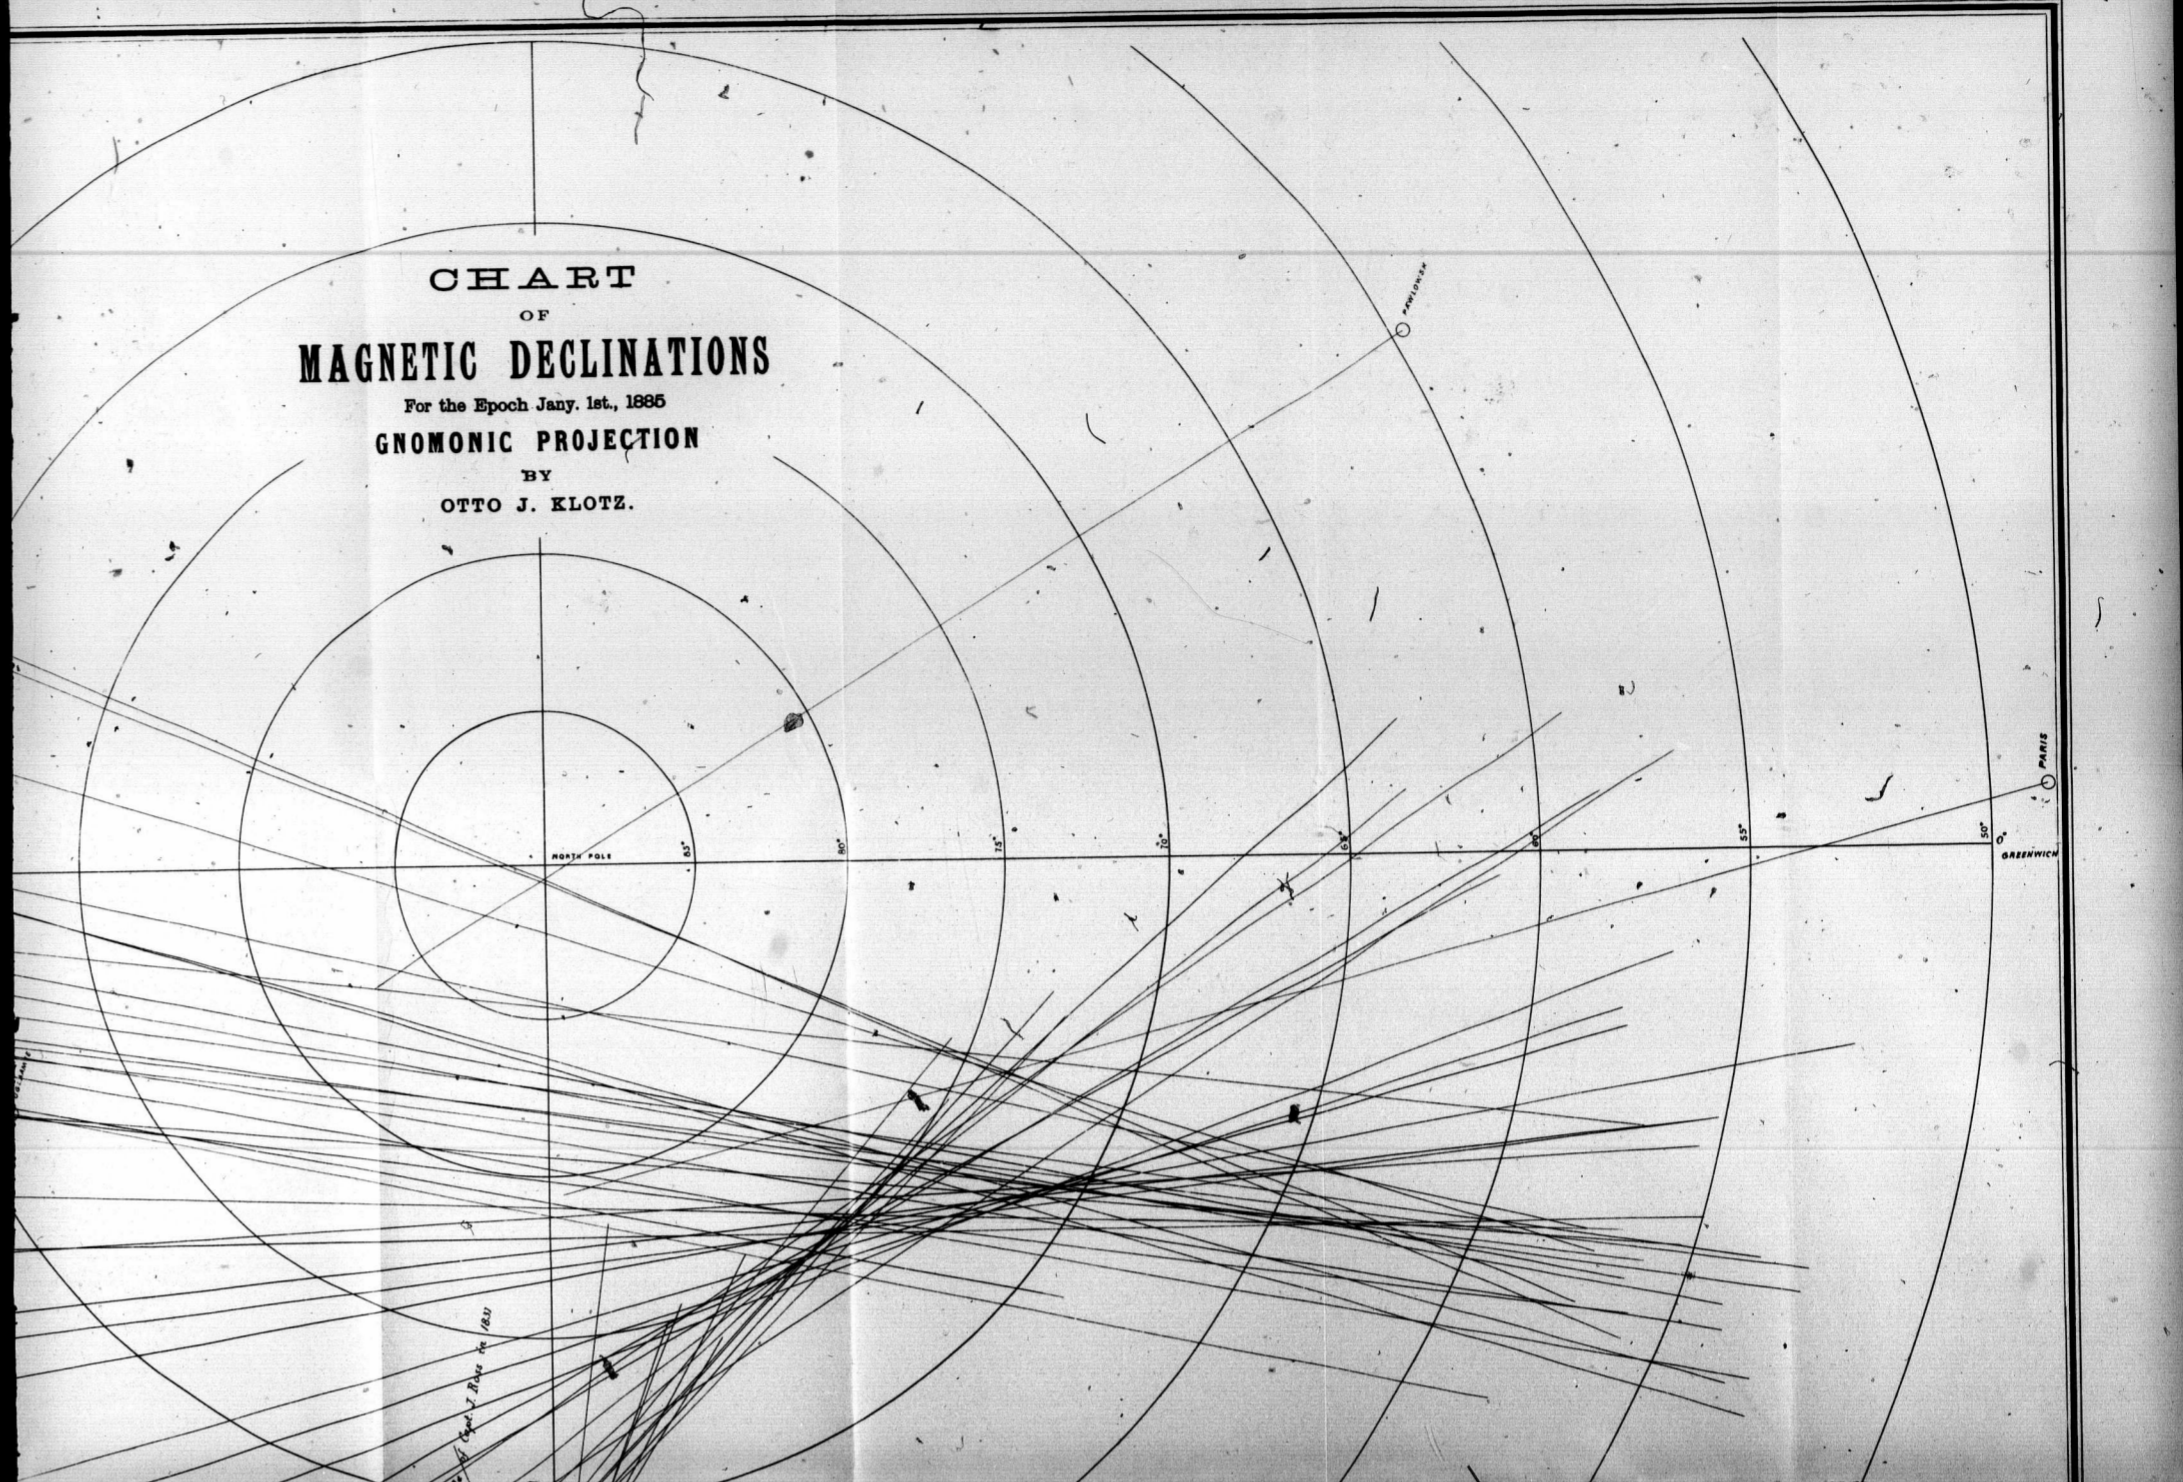 CHART
OF
MAGNETIC DECLINATIONS
For the Epoch Jany. 1st., 1885
GNOMONIC PROJECTION
BY
OTTO J. KLOTZ.
PAWLOWSK
PARIS
NORTH POLE
85°
80°
75°
70°
65°
60°
55°
50°
0°
GREENWICH
Capt. J. Ross in 1831